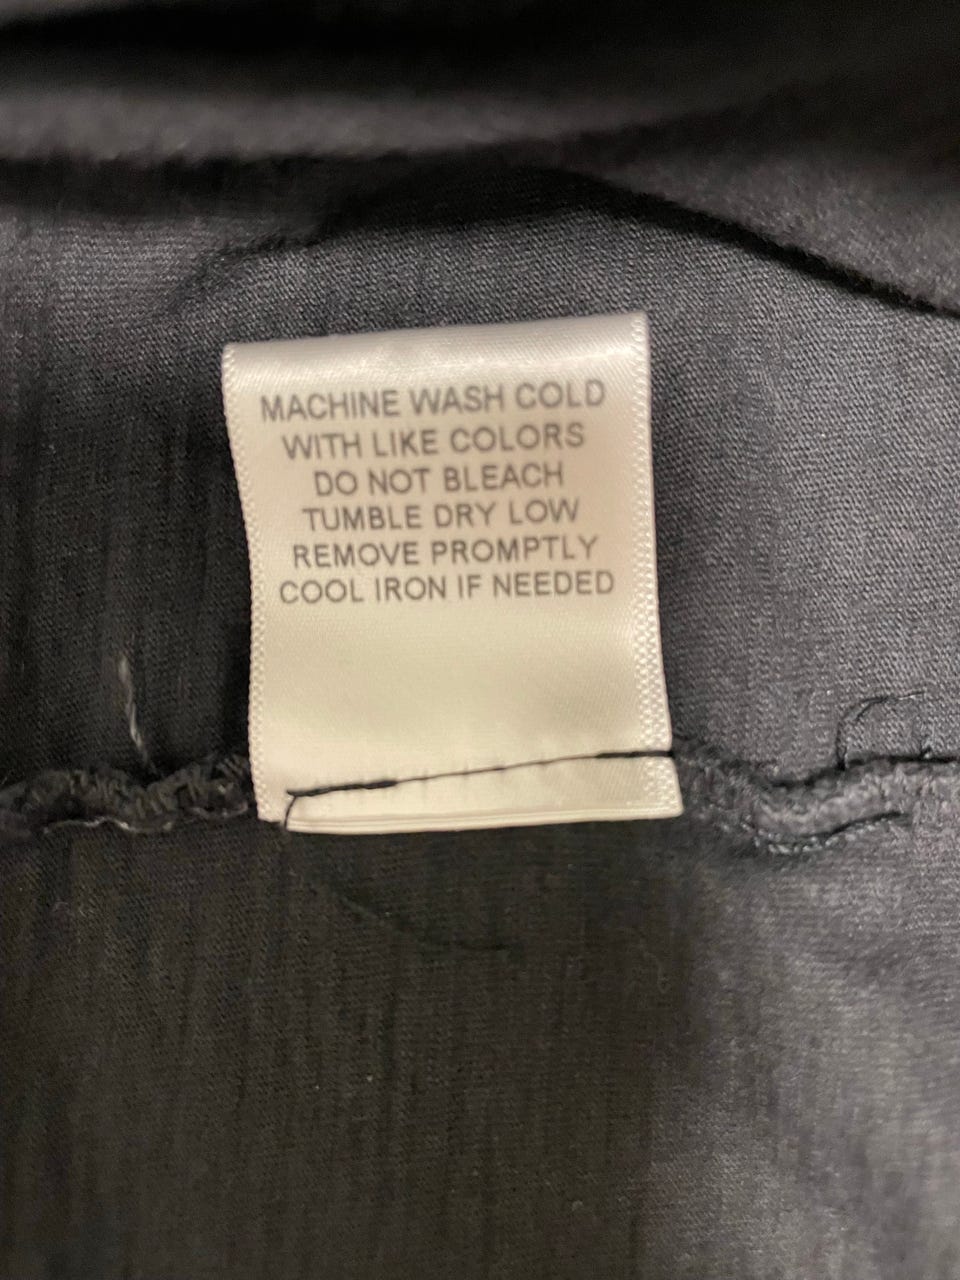 MACHINE WASH COLD
WITH LIKE COLORS
DO NOT BLEACH
TUMBLE DRY LOW
REMOVE PROMPTLY
COOL IRON IF NEEDED